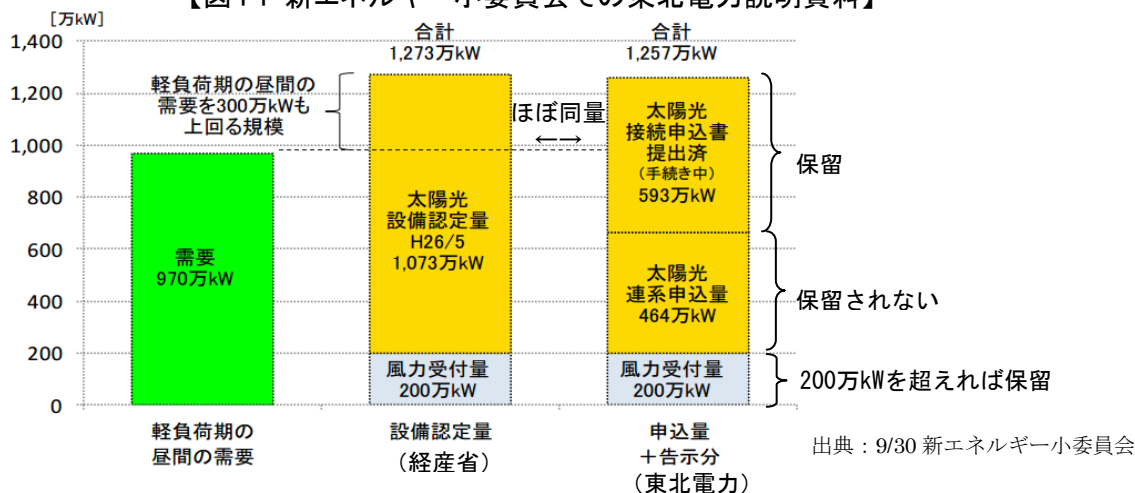 【図14 新エネルギー小委員会での東北電力説明資料】
[万kW]
1,400
1,200
1,000
800
600
400
200
0
軽負荷期の昼間の
需要を300万kWも
上回る規模
需要
970万kW
合計
1,273万kW
太陽光
設備認定量
H26/5
1,073万kW
風力受付量
200万kW
ほぼ同量
←→
合計
1,257万kW
太陽光
接続申込書
提出済
(手続き中)
593万kW
太陽光
連系申込量
464万kW
風力受付量
200万kW
保留
保留されない
200万kWを超えれば保留
軽負荷期の
昼間の需要
設備認定量
(経産省)
申込量
+告示分
(東北電力)
出典:9/30 新エネルギー小委員会